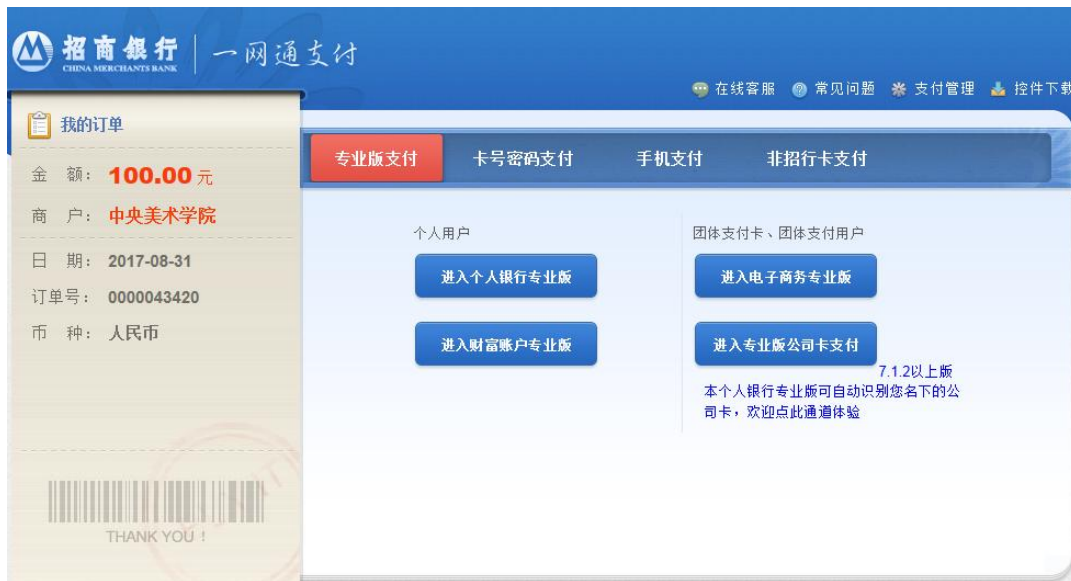 招商银行
CHINA MERCHANTS BANK
一网通支付
在线客服 常见问题 支付管理 控件下载
我的订单
金 额: 100.00 元
商 户: 中央美术学院
日 期: 2017-08-31
订单号: 0000043420
币 种: 人民币
THANK YOU !
专业版支付 卡号密码支付 手机支付 非招行卡支付
个人用户
进入个人银行专业版
进入财富账户专业版
团体支付卡、团体支付用户
进入电子商务专业版
进入专业版公司卡支付
7.1.2以上版
本个人银行专业版可自动识别您名下的公
司卡，欢迎点此通道体验